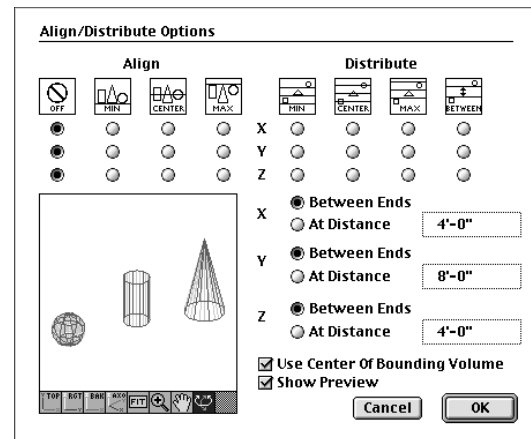 Align/Distribute Options
Align Distribute
OFF MIN CENTER MAX MIN CENTER MAX BETWEEN
X
Y
Z
X Between Ends
At Distance 4'-0"
Y Between Ends
At Distance 8'-0"
Z Between Ends
At Distance 4'-0"
Use Center Of Bounding Volume
Show Preview
TOP RGT BAK AXO FIT
Cancel OK